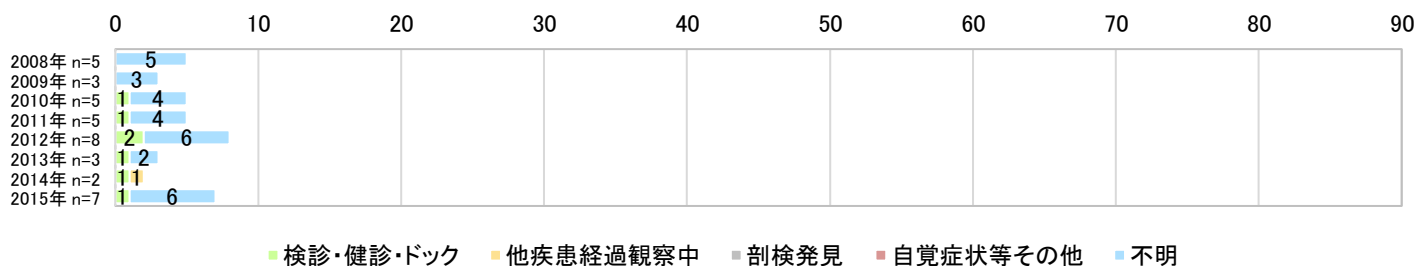 0 10 20 30 40 50 60 70 80 90
2008年 n=5 5
2009年 n=3 3
2010年 n=5 1 4
2011年 n=5 1 4
2012年 n=8 2 6
2013年 n=3 1 2
2014年 n=2 1 1
2015年 n=7 1 6
検診・健診・ドック 他疾患経過観察中 剖検発見 自覚症状等その他 不明